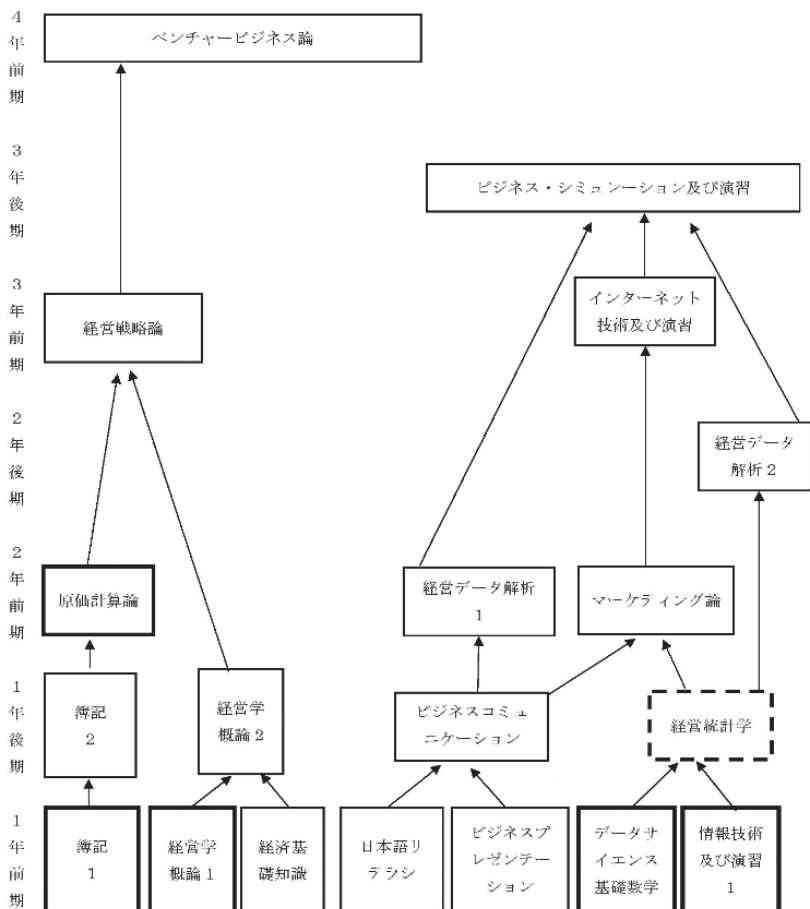 4年前期
ベンチャービジネス論
3年後期
ビジネス・シミュンーション及び演習
3年前期
経営戦略論
インターネット
技術及び演習
2年後期
経営データ
解析2
2年前期
原価計算論
経営データ解析
1
マーケティング論
1年後期
簿記
2
経営学
概論2
ビジネスコミュ
ニケーション
経営統計学
1年前期
簿記
1
経営学
概論1
経済基
礎知識
日本語リ
テラシ
ビジネスプ
レゼンテー
ション
データサ
イエンス
基礎数学
情報技術
及び演習
1